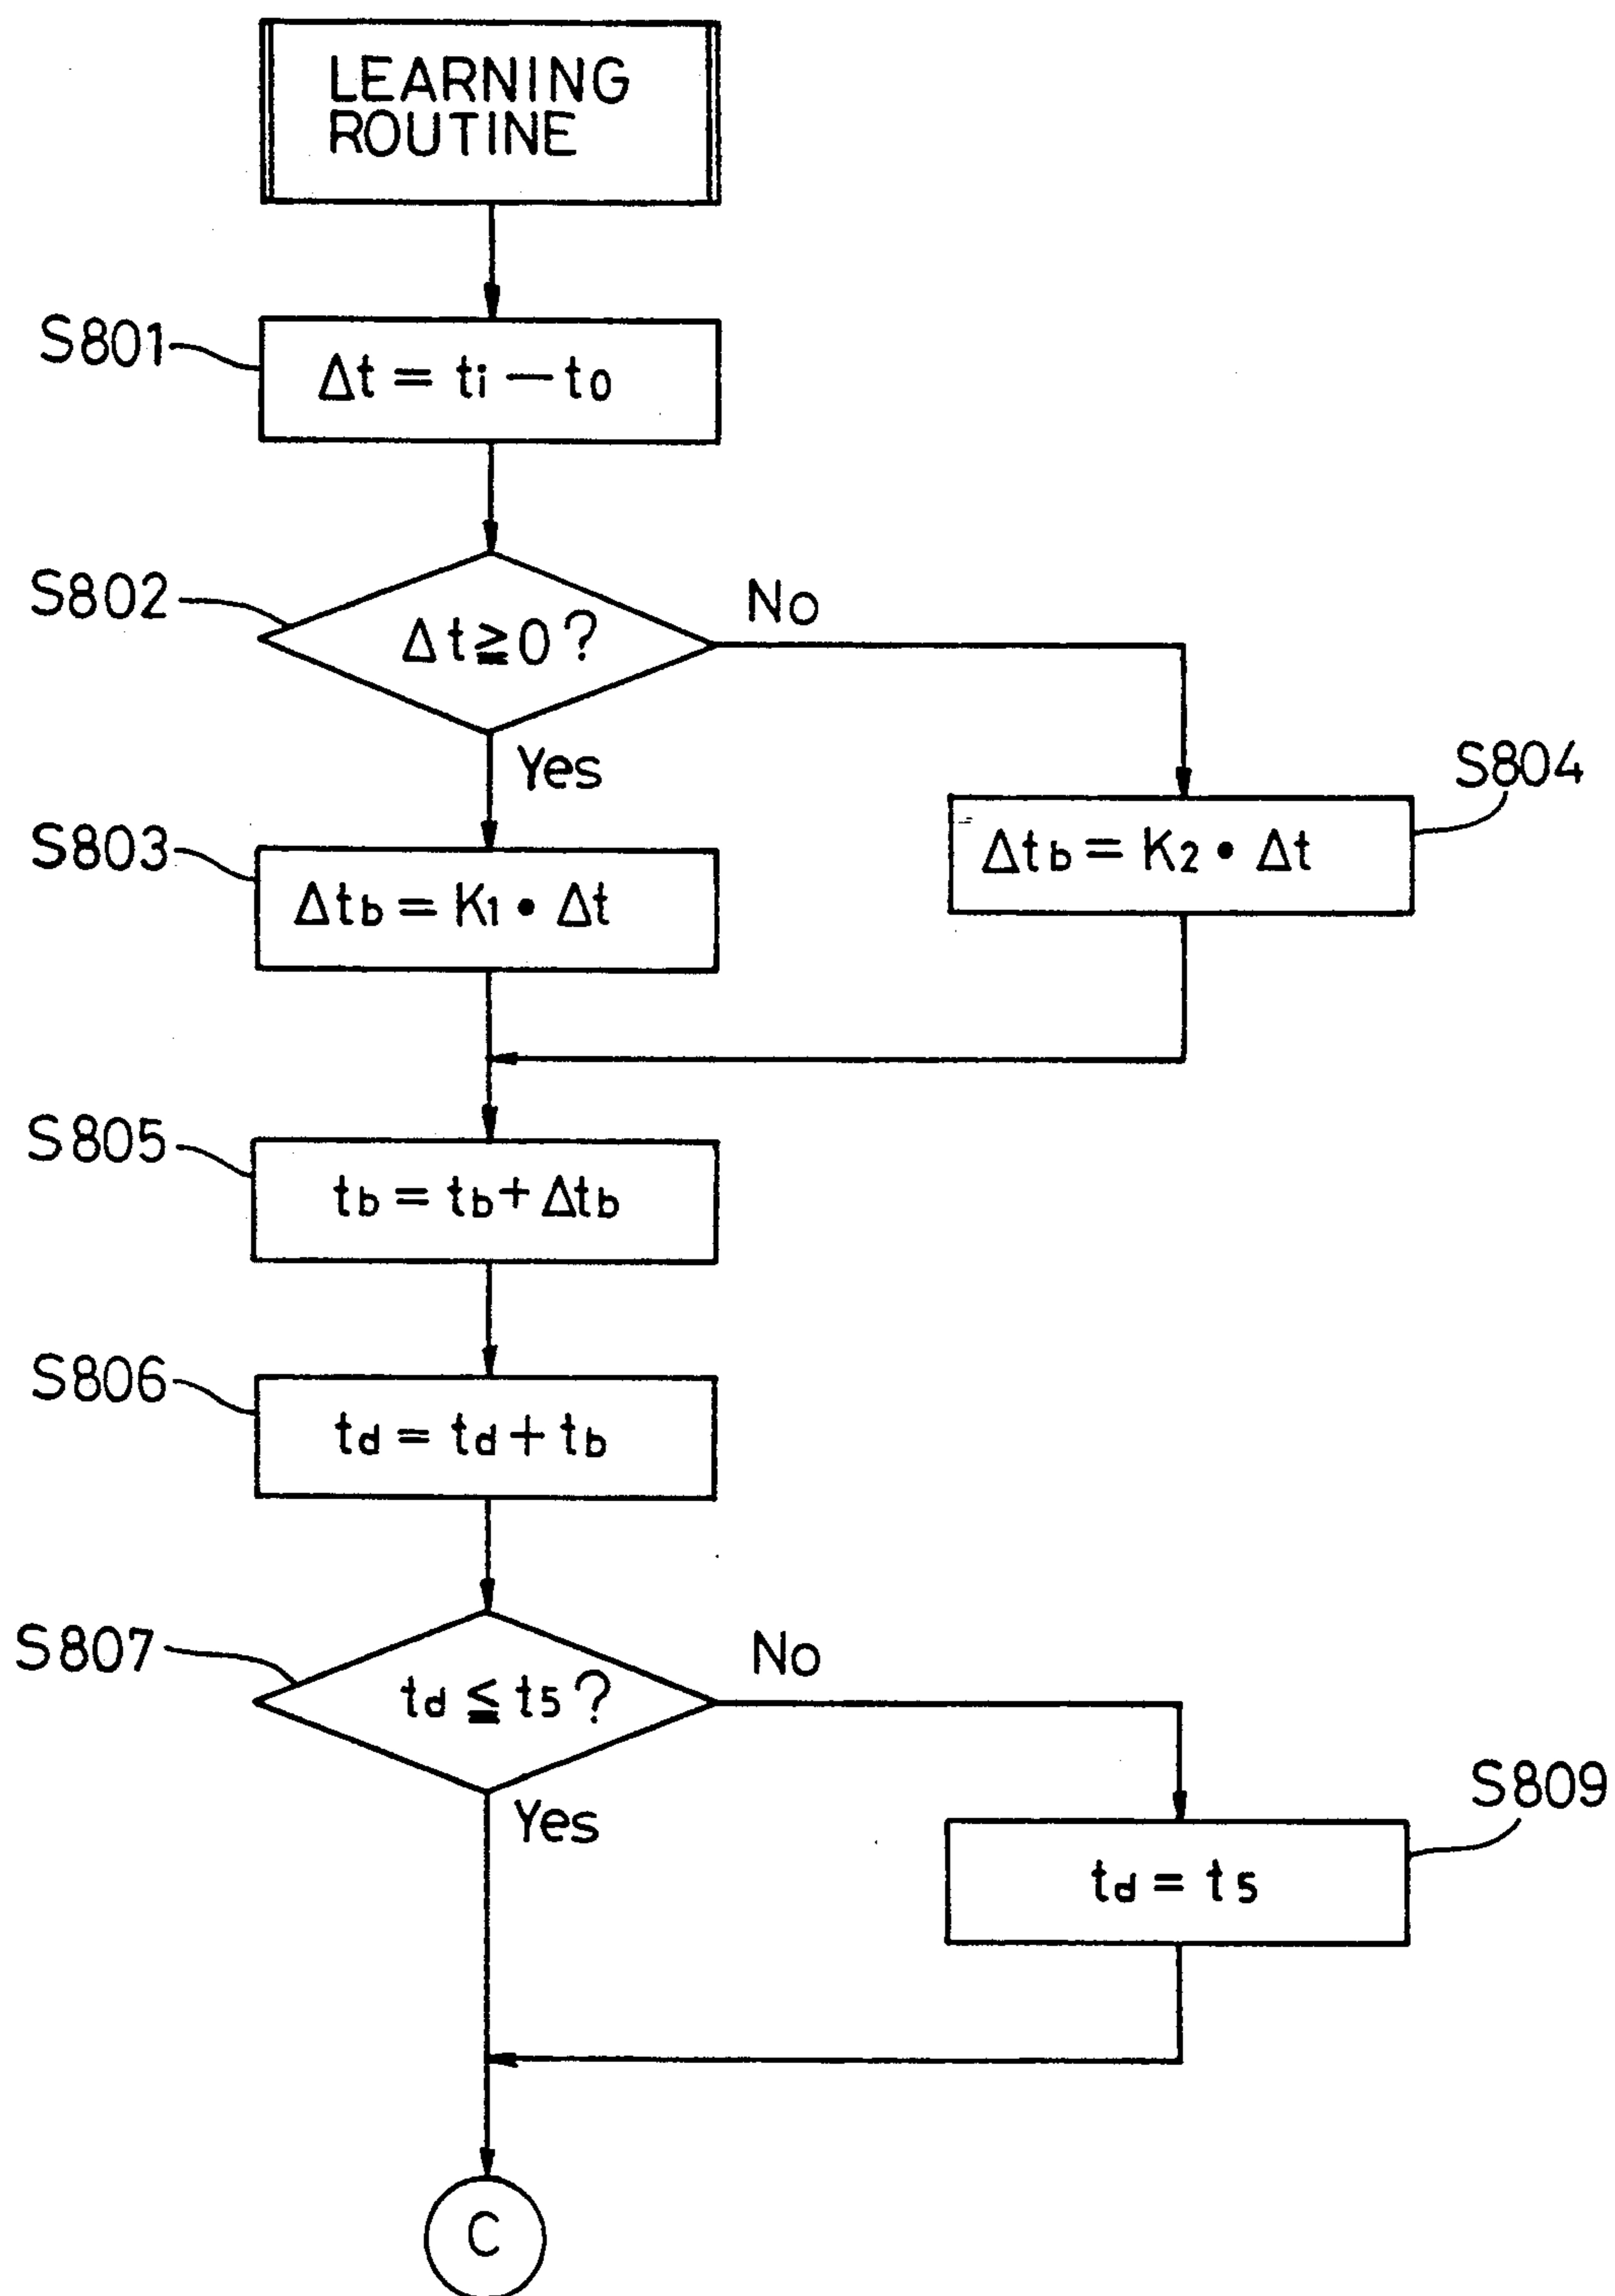 LEARNING
ROUTINE
S801
Δt = ti − to
S802
Δt ≧ 0 ?
No
Yes
S804
Δtb = K2 • Δt
S803
Δtb = K1 • Δt
S805
tb = tb + Δtb
S806
td = td + tb
S807
td ≦ t5 ?
No
Yes
S809
td = t5
C